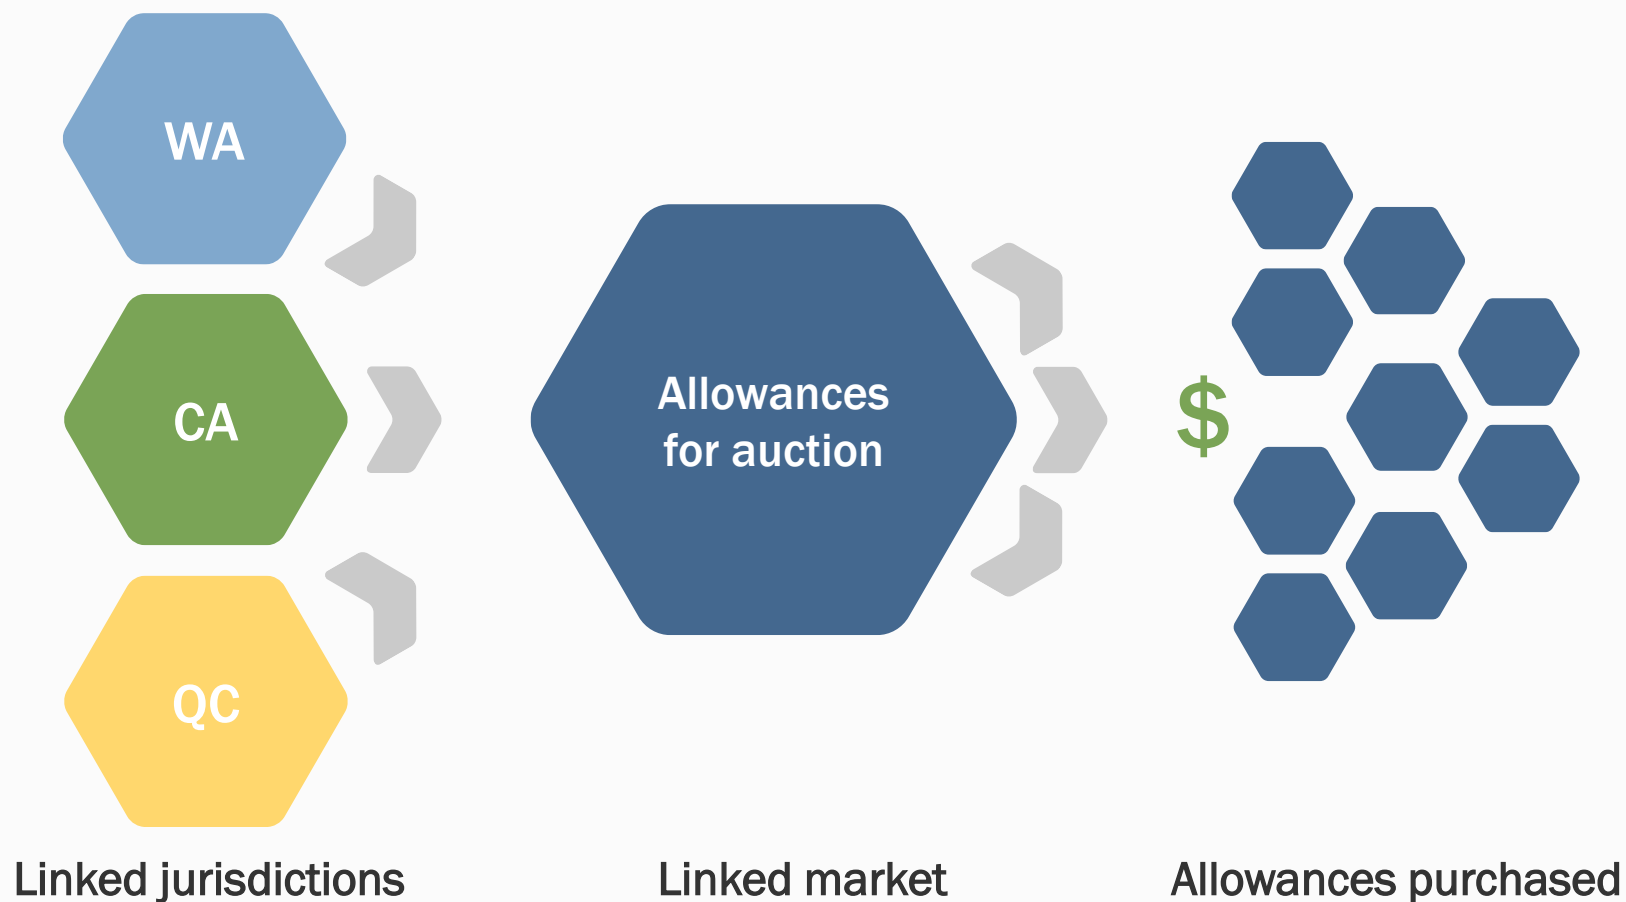 WA
CA
QC
Allowances
for auction
$
Linked jurisdictions
Linked market
Allowances purchased